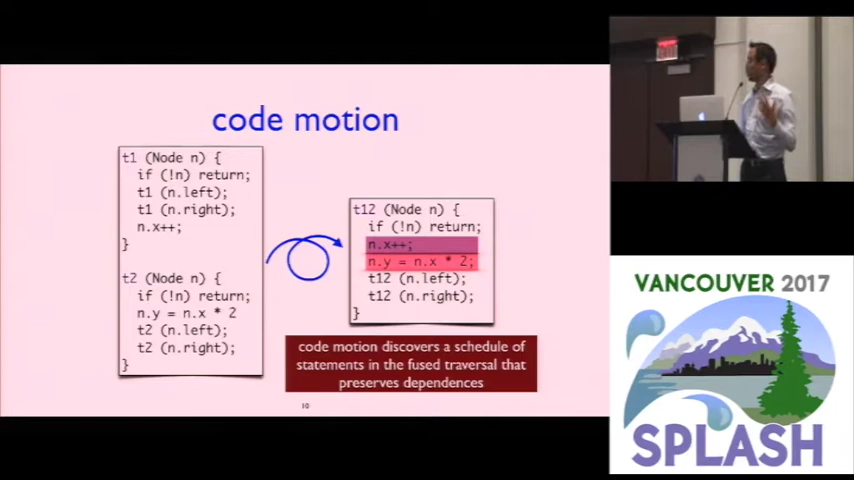 code motion
t1 (Node n) {
if (!n) return;
t1 (n.left);
t1 (n.right);
n.x++;
}
t2 (Node n) {
if (!n) return;
n.y = n.x * 2
t2 (n.left);
t2 (n.right);
}
t12 (Node n) {
if (!n) return;
n.x++;
n.y = n.x * 2;
t12 (n.left);
t12 (n.right);
}
code motion discovers a schedule of
statements in the fused traversal that
preserves dependences
10
VANCOUVER 2017
SPLASH